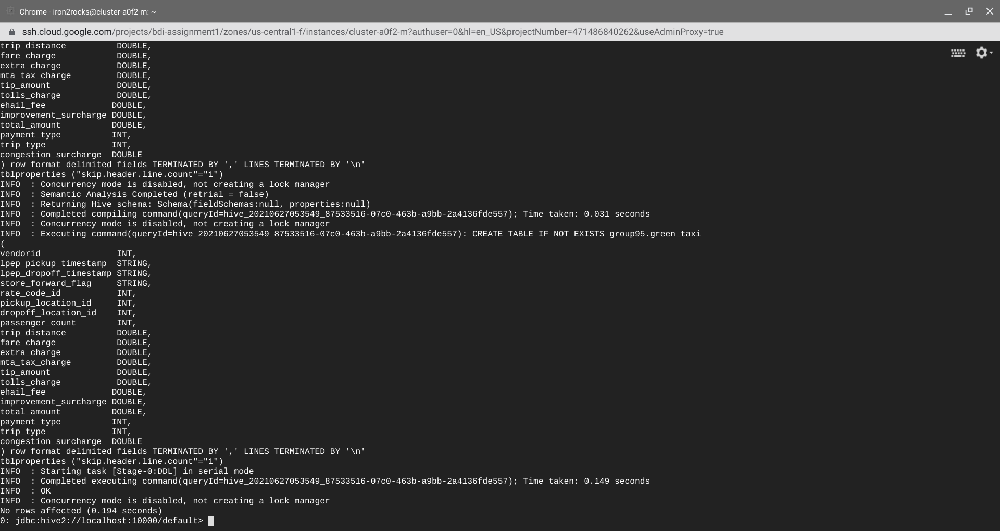 Chrome - iron2rocks@cluster-a0f2-m: ~
ssh.cloud.google.com/projects/bdi-assignment1/zones/us-central1-f/instances/cluster-a0f2-m?authuser=0&hl=en_US&projectNumber=471486840262&useAdminProxy=true
trip_distance          DOUBLE,
fare_charge            DOUBLE,
extra_charge           DOUBLE,
mta_tax_charge         DOUBLE,
tip_amount             DOUBLE,
tolls_charge           DOUBLE,
ehail_fee             DOUBLE,
improvement_surcharge DOUBLE,
total_amount          DOUBLE,
payment_type          INT,
trip_type             INT,
congestion_surcharge  DOUBLE
) row format delimited fields TERMINATED BY ',' LINES TERMINATED BY '\n'
tblproperties ("skip.header.line.count"="1")
INFO  : Concurrency mode is disabled, not creating a lock manager
INFO  : Semantic Analysis Completed (retrial = false)
INFO  : Returning Hive schema: Schema(fieldSchemas:null, properties:null)
INFO  : Completed compiling command(queryId=hive_20210627053549_87533516-07c0-463b-a9bb-2a4136fde557); Time taken: 0.031 seconds
INFO  : Concurrency mode is disabled, not creating a lock manager
INFO  : Executing command(queryId=hive_20210627053549_87533516-07c0-463b-a9bb-2a4136fde557): CREATE TABLE IF NOT EXISTS group95.green_taxi
(
vendorid               INT,
lpep_pickup_timestamp  STRING,
lpep_dropoff_timestamp STRING,
store_forward_flag     STRING,
rate_code_id           INT,
pickup_location_id     INT,
dropoff_location_id    INT,
passenger_count        INT,
trip_distance          DOUBLE,
fare_charge            DOUBLE,
extra_charge           DOUBLE,
mta_tax_charge         DOUBLE,
tip_amount             DOUBLE,
tolls_charge           DOUBLE,
ehail_fee             DOUBLE,
improvement_surcharge DOUBLE,
total_amount          DOUBLE,
payment_type          INT,
trip_type             INT,
congestion_surcharge  DOUBLE
) row format delimited fields TERMINATED BY ',' LINES TERMINATED BY '\n'
tblproperties ("skip.header.line.count"="1")
INFO  : Starting task [Stage-0:DDL] in serial mode
INFO  : Completed executing command(queryId=hive_20210627053549_87533516-07c0-463b-a9bb-2a4136fde557); Time taken: 0.149 seconds
INFO  : OK
INFO  : Concurrency mode is disabled, not creating a lock manager
No rows affected (0.194 seconds)
0: jdbc:hive2://localhost:10000/default>